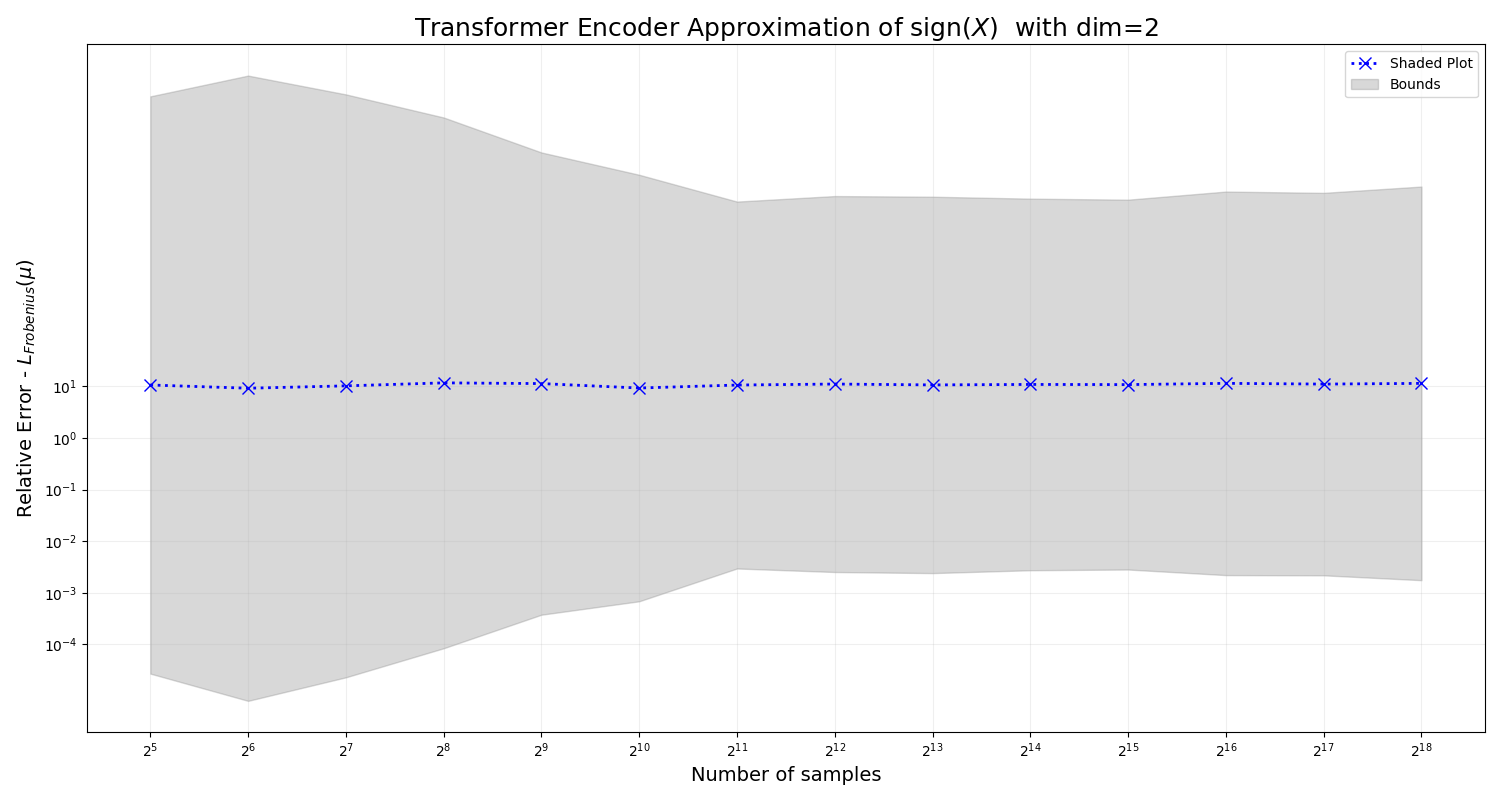 Transformer Encoder Approximation of sign(X) with dim=2
Shaded Plot
Bounds
Relative Error - L_{Frobenius}(μ)
10^1
10^0
10^{-1}
10^{-2}
10^{-3}
10^{-4}
2^5 2^6 2^7 2^8 2^9 2^{10} 2^{11} 2^{12} 2^{13} 2^{14} 2^{15} 2^{16} 2^{17} 2^{18}
Number of samples